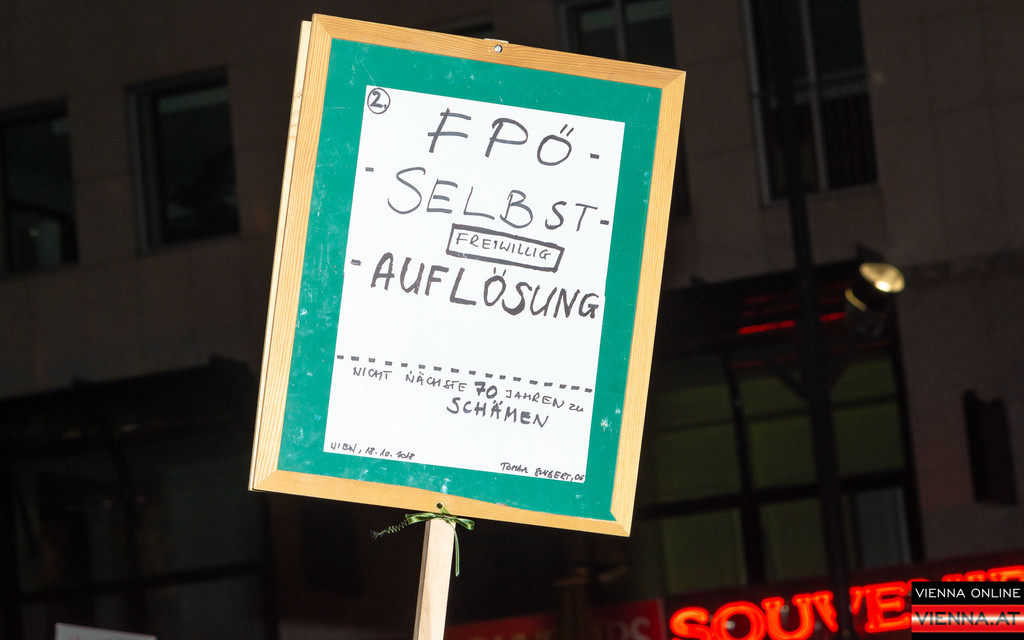 2.
FPÖ-
-SELBST-
FREIWILLIG
-AUFLÖSUNG
NICHT NÄCHSTE 70 JAHREN ZU
SCHÄMEN
WIEN, 18.10.2018
SOUVE
VIENNA ONLINE
VIENNA.AT